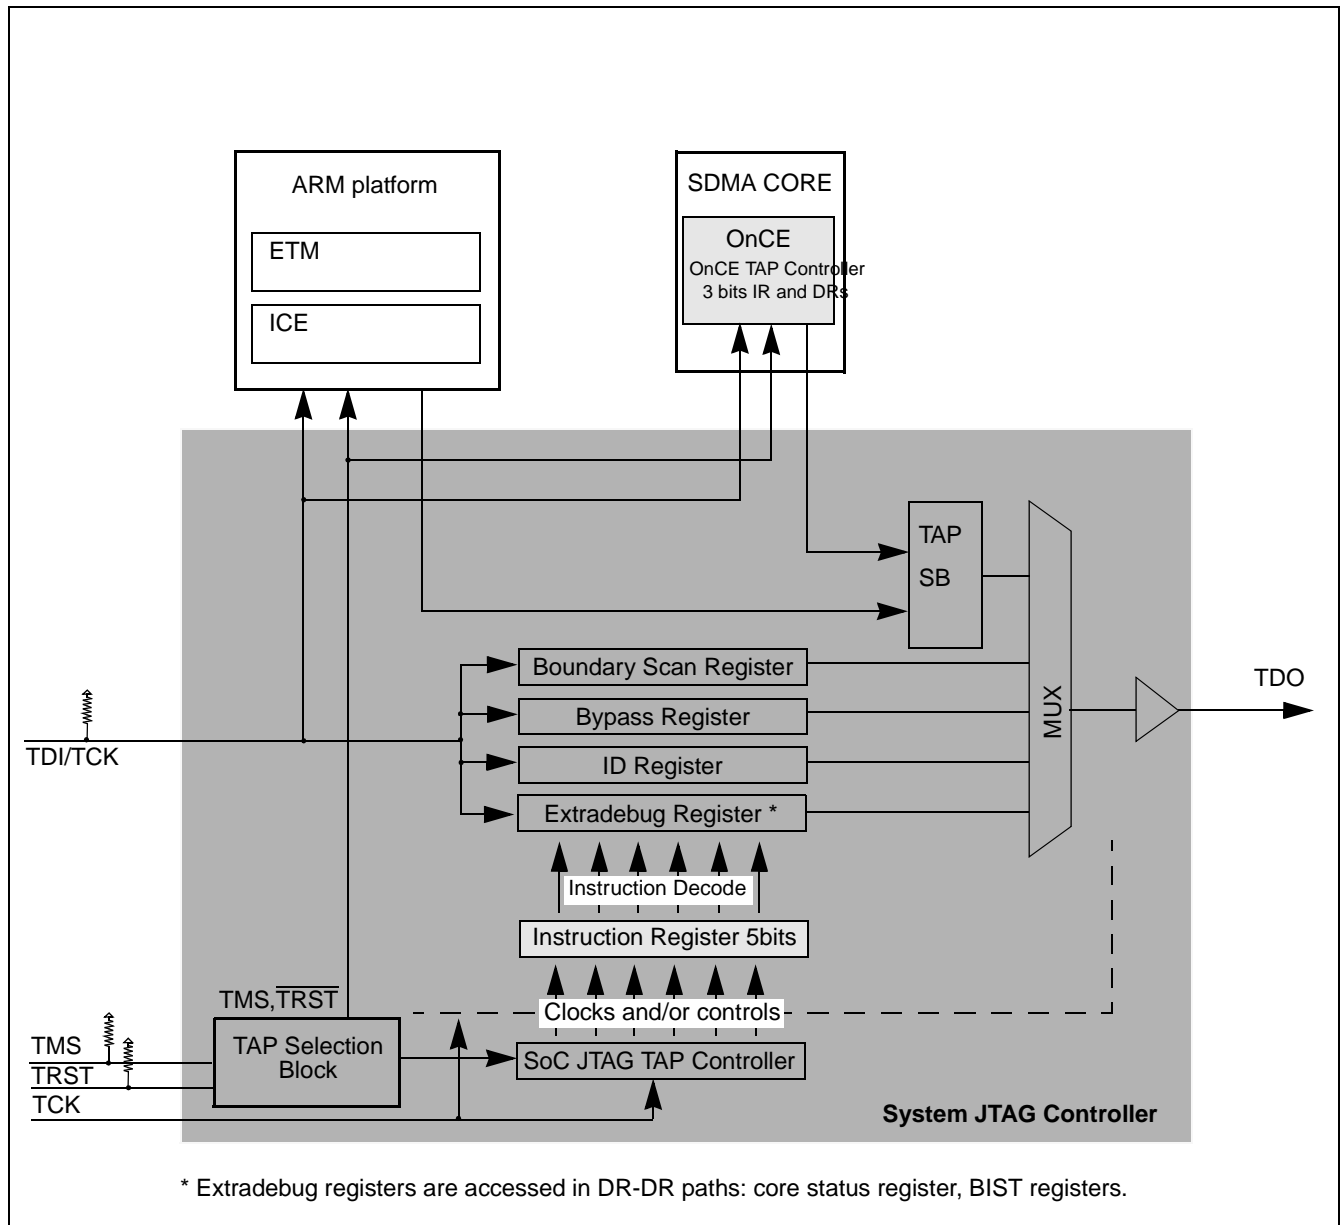 ARM platform
ETM
ICE
SDMA CORE
OnCE
OnCE TAP Controller
3 bits IR and DRs
TAP
SB
Boundary Scan Register
Bypass Register
ID Register
Extradebug Register *
MUX
TDO
TDI/TCK
Instruction Decode
Instruction Register 5bits
TMS,TRST
Clocks and/or controls
TMS
TRST
TCK
TAP Selection
Block
SoC JTAG TAP Controller
System JTAG Controller
* Extradebug registers are accessed in DR-DR paths: core status register, BIST registers.